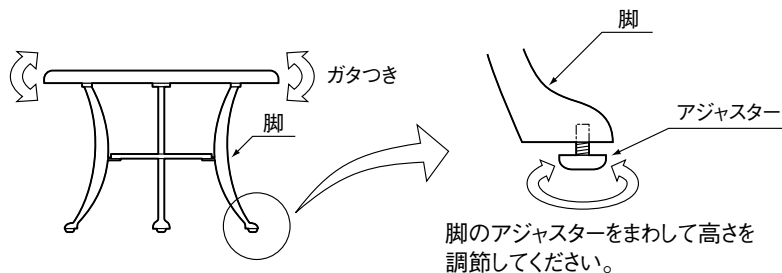 ガタつき
脚
脚
アジャスター
脚のアジャスターをまわして高さを
調節してください。